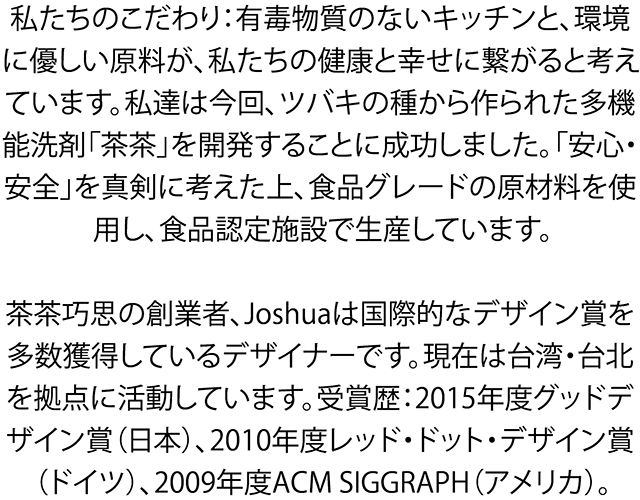 私たちのこだわり：有毒物質のないキッチンと、環境
に優しい原料が、私たちの健康と幸せに繋がると考え
ています。私達は今回、ツバキの種から作られた多機
能洗剤「茶茶」を開発することに成功しました。「安心・
安全」を真剣に考えた上、食品グレードの原材料を使
用し、食品認定施設で生産しています。
茶茶巧思の創業者、Joshuaは国際的なデザイン賞を
多数獲得しているデザイナーです。現在は台湾・台北
を拠点に活動しています。受賞歴：2015年度グッドデ
ザイン賞（日本）、2010年度レッド・ドット・デザイン賞
（ドイツ）、2009年度ACM SIGGRAPH（アメリカ）。